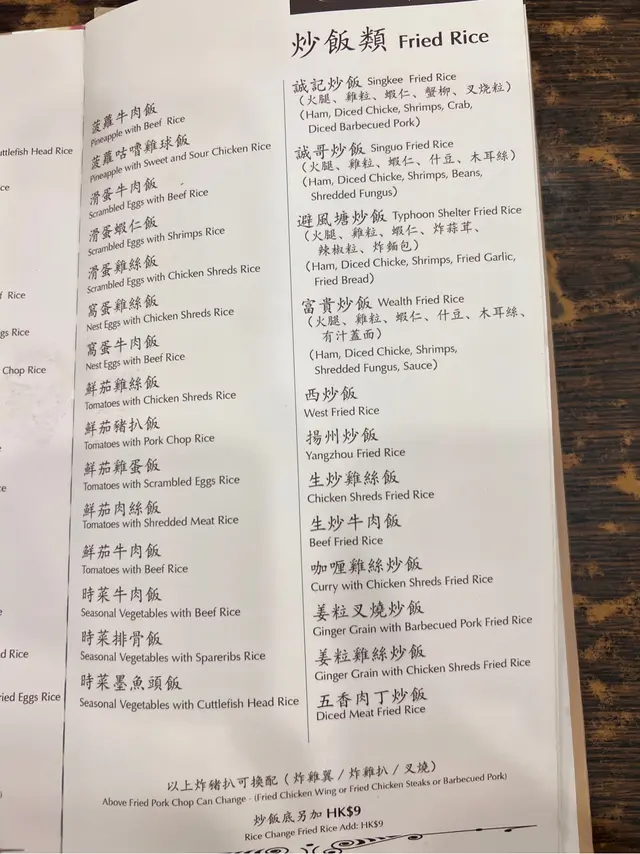 uttlefish Head Rice
ce
f Rice
gs Rice
Chop Rice
ce
d Rice
ried Eggs Rice
菠蘿牛肉飯
Pineapple with Beef Rice
菠蘿咕嚕雞球飯
Pineapple with Sweet and Sour Chicken Rice
滑蛋牛肉飯
Scrambled Eggs with Beef Rice
滑蛋蝦仁飯
Scrambled Eggs with Shrimps Rice
滑蛋雞絲飯
Scrambled Eggs with Chicken Shreds Rice
窩蛋雞絲飯
Nest Eggs with Chicken Shreds Rice
窩蛋牛肉飯
Nest Eggs with Beef Rice
鮮茄雞絲飯
Tomatoes with Chicken Shreds Rice
鮮茄豬扒飯
Tomatoes with Pork Chop Rice
鮮茄雞蛋飯
Tomatoes with Scrambled Eggs Rice
鮮茄肉絲飯
Tomatoes with Shredded Meat Rice
鮮茄牛肉飯
Tomatoes with Beef Rice
時菜牛肉飯
Seasonal Vegetables with Beef Rice
時菜排骨飯
Seasonal Vegetables with Spareribs Rice
時菜墨魚頭飯
Seasonal Vegetables with Cuttlefish Head Rice
炒飯類 Fried Rice
誠記炒飯 Singkee Fried Rice
（火腿、雞粒、蝦仁、蟹柳、叉燒粒）
(Ham, Diced Chicke, Shrimps, Crab,
Diced Barbecued Pork)
誠哥炒飯 Singuo Fried Rice
（火腿、雞粒、蝦仁、什豆、木耳絲）
(Ham, Diced Chicke, Shrimps, Beans,
Shredded Fungus)
避風塘炒飯 Typhoon Shelter Fried Rice
（火腿、雞粒、蝦仁、炸蒜茸、
辣椒粒、炸麵包）
(Ham, Diced Chicke, Shrimps, Fried Garlic,
Fried Bread)
富貴炒飯 Wealth Fried Rice
（火腿、雞粒、蝦仁、什豆、木耳絲、
有汁蓋面）
(Ham, Diced Chicke, Shrimps,
Shredded Fungus, Sauce)
西炒飯
West Fried Rice
揚州炒飯
Yangzhou Fried Rice
生炒雞絲飯
Chicken Shreds Fried Rice
生炒牛肉飯
Beef Fried Rice
咖喱雞絲炒飯
Curry with Chicken Shreds Fried Rice
姜粒叉燒炒飯
Ginger Grain with Barbecued Pork Fried Rice
姜粒雞絲炒飯
Ginger Grain with Chicken Shreds Fried Rice
五香肉丁炒飯
Diced Meat Fried Rice
以上炸豬扒可換配（炸雞翼 / 炸雞扒 / 叉燒）
Above Fried Pork Chop Can Change - (Fried Chicken Wing or Fried Chicken Steaks or Barbecued Pork)
炒飯底另加 HK$9
Rice Change Fried Rice Add: HK$9